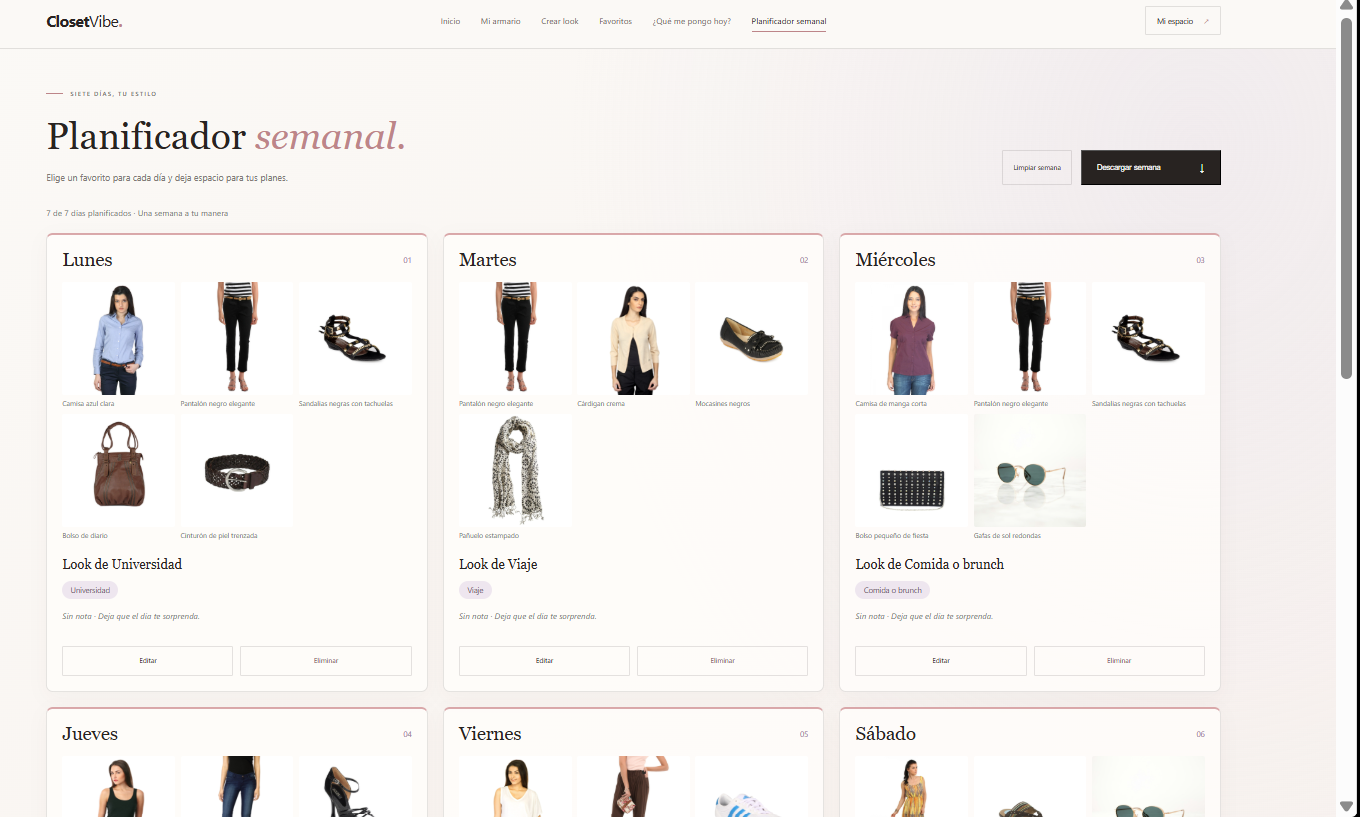 ClosetVibe.
Inicio Mi armario Crear look Favoritos ¿Qué me pongo hoy? Planificador semanal
Mi espacio ↗
SIETE DÍAS, TU ESTILO
Planificador semanal.
Elige un favorito para cada día y deja espacio para tus planes.
Limpiar semana
Descargar semana ↓
7 de 7 días planificados · Una semana a tu manera
Lunes 01
Camisa azul clara
Pantalón negro elegante
Sandalias negras con tachuelas
Bolso de diario
Cinturón de piel trenzada
Look de Universidad
Universidad
Sin nota · Deja que el día te sorprenda.
Editar
Eliminar
Martes 02
Pantalón negro elegante
Cárdigan crema
Mocasines negros
Pañuelo estampado
Look de Viaje
Viaje
Sin nota · Deja que el día te sorprenda.
Editar
Eliminar
Miércoles 03
Camisa de manga corta
Pantalón negro elegante
Sandalias negras con tachuelas
Bolso pequeño de fiesta
Gafas de sol redondas
Look de Comida o brunch
Comida o brunch
Sin nota · Deja que el día te sorprenda.
Editar
Eliminar
Jueves 04
Viernes 05
Sábado 06